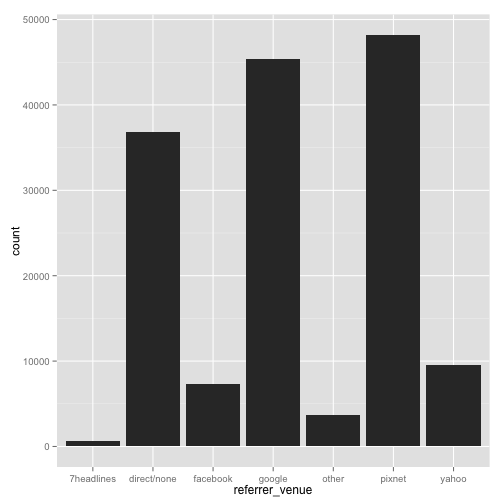 50000
40000
30000
20000
10000
0
count
7headlines direct/none facebook google other pixnet yahoo
referrer_venue